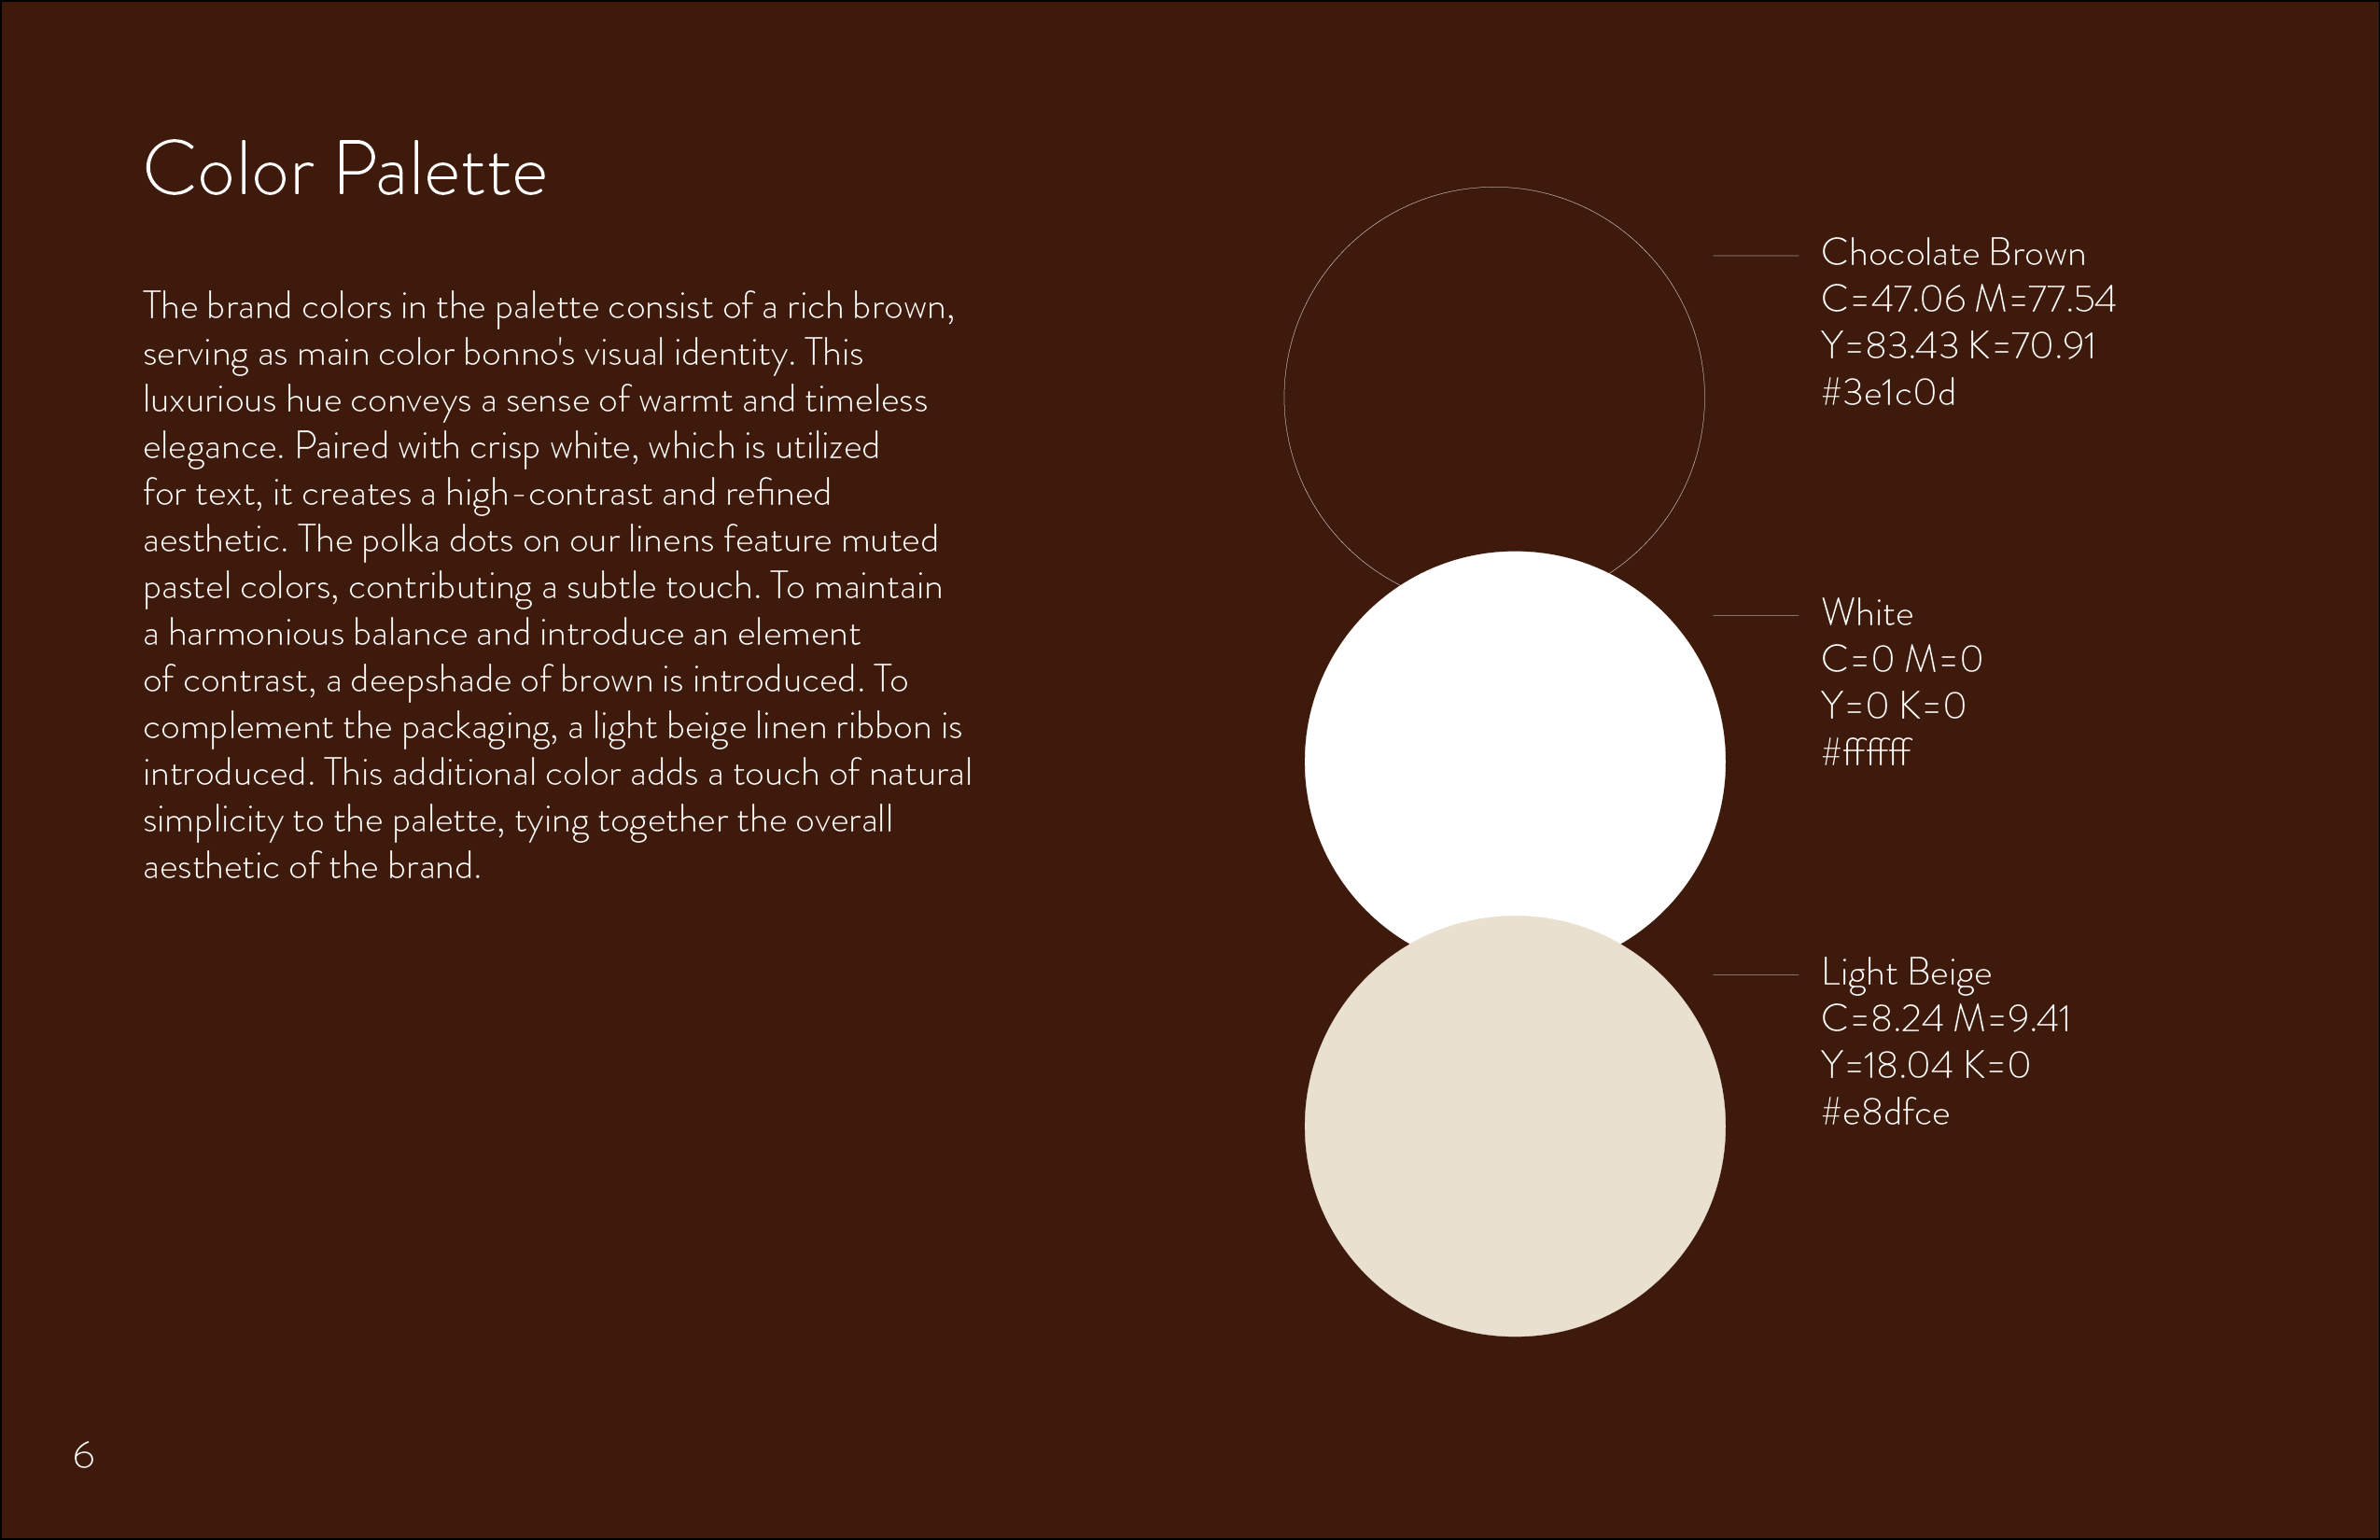 Color Palette
The brand colors in the palette consist of a rich brown,
serving as main color bonno's visual identity. This
luxurious hue conveys a sense of warmt and timeless
elegance. Paired with crisp white, which is utilized
for text, it creates a high-contrast and refined
aesthetic. The polka dots on our linens feature muted
pastel colors, contributing a subtle touch. To maintain
a harmonious balance and introduce an element
of contrast, a deepshade of brown is introduced. To
complement the packaging, a light beige linen ribbon is
introduced. This additional color adds a touch of natural
simplicity to the palette, tying together the overall
aesthetic of the brand.
Chocolate Brown
C=47.06 M=77.54
Y=83.43 K=70.91
#3e1c0d
White
C=0 M=0
Y=0 K=0
#ffffff
Light Beige
C=8.24 M=9.41
Y=18.04 K=0
#e8dfce
6